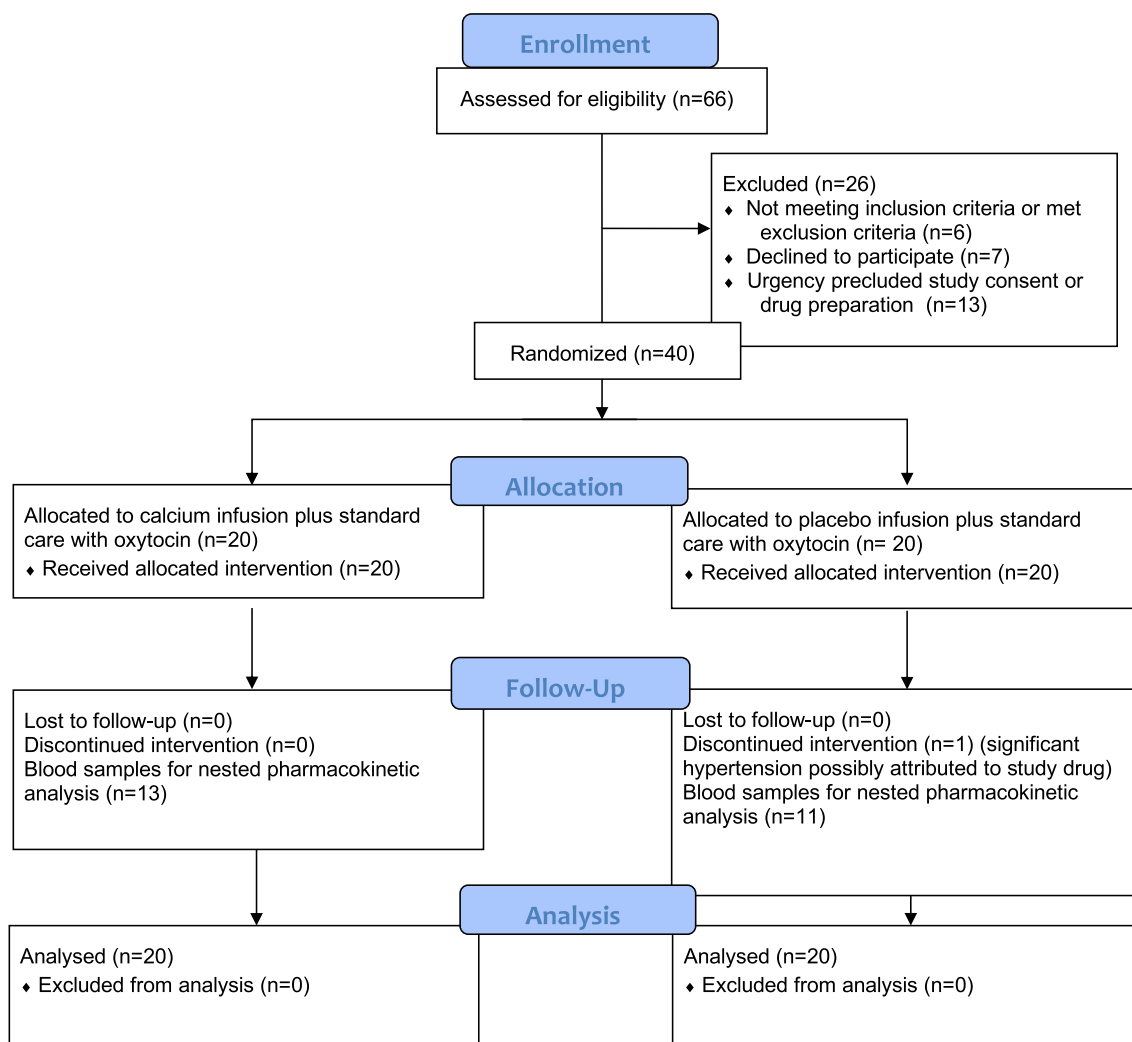 Enrollment
Assessed for eligibility (n=66)
Excluded (n=26)
♦ Not meeting inclusion criteria or met
exclusion criteria (n=6)
♦ Declined to participate (n=7)
♦ Urgency precluded study consent or
drug preparation (n=13)
Randomized (n=40)
Allocation
Allocated to calcium infusion plus standard
care with oxytocin (n=20)
♦ Received allocated intervention (n=20)
Allocated to placebo infusion plus standard
care with oxytocin (n= 20)
♦ Received allocated intervention (n=20)
Follow-Up
Lost to follow-up (n=0)
Discontinued intervention (n=0)
Blood samples for nested pharmacokinetic
analysis (n=13)
Lost to follow-up (n=0)
Discontinued intervention (n=1) (significant
hypertension possibly attributed to study drug)
Blood samples for nested pharmacokinetic
analysis (n=11)
Analysis
Analysed (n=20)
♦ Excluded from analysis (n=0)
Analysed (n=20)
♦ Excluded from analysis (n=0)